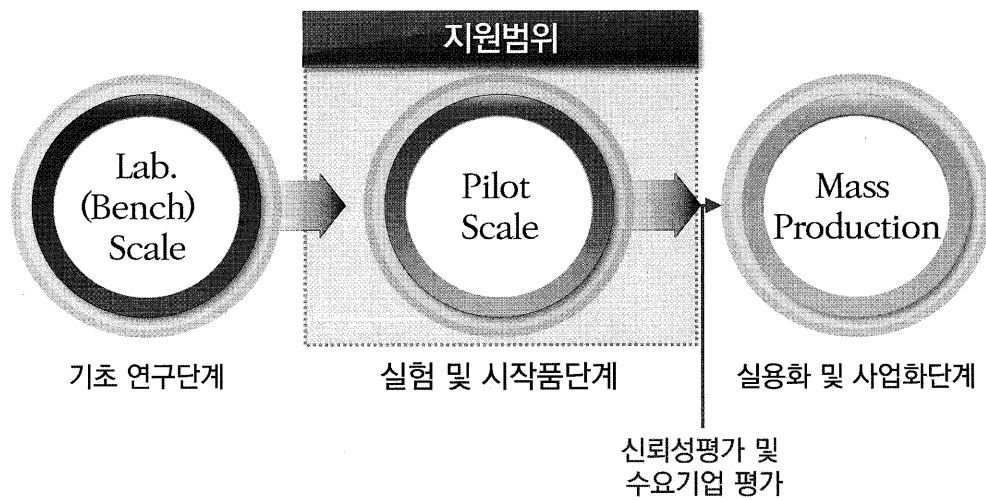 지원범위
Lab.
(Bench)
Scale
Pilot
Scale
Mass
Production
기초 연구단계
실험 및 시작품단계
실용화 및 사업화단계
신뢰성평가 및
수요기업 평가